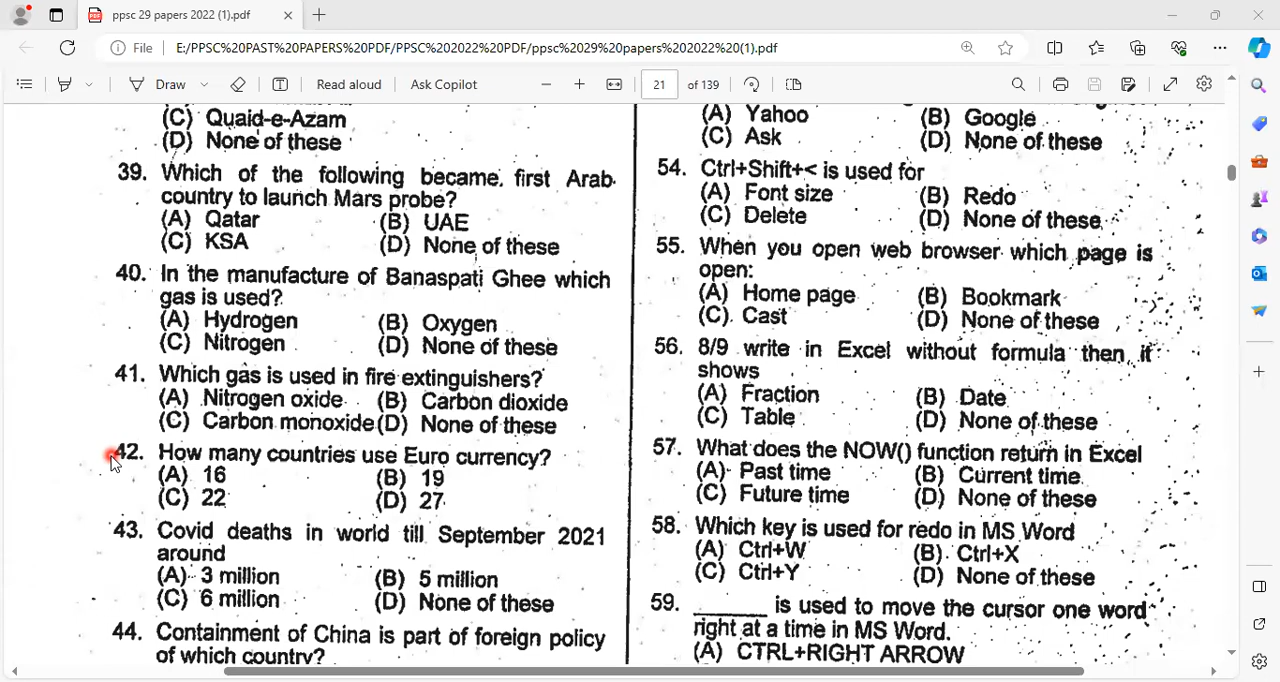 ppsc 29 papers 2022 (1).pdf
File
E:/PPSC%20PAST%20PAPERS%20PDF/PPSC%202022%20PDF/ppsc%2029%20papers%202022%20(1).pdf
Draw
Read aloud
Ask Copilot
21
of 139
(C) Quaid-e-Azam
(D) None of these
39. Which of the following became first Arab
country to launch Mars probe?
(A) Qatar (B) UAE
(C) KSA (D) None of these
40. In the manufacture of Banaspati Ghee which
gas is used?
(A) Hydrogen (B) Oxygen
(C) Nitrogen (D) None of these
41. Which gas is used in fire extinguishers?
(A) Nitrogen oxide (B) Carbon dioxide
(C) Carbon monoxide (D) None of these
42. How many countries use Euro currency?
(A) 16 (B) 19
(C) 22 (D) 27
43. Covid deaths in world till September 2021
around
(A) 3 million (B) 5 million
(C) 6 million (D) None of these
44. Containment of China is part of foreign policy
of which country?
(A) Yahoo (B) Google
(C) Ask (D) None of these
54. Ctrl+Shift+< is used for
(A) Font size (B) Redo
(C) Delete (D) None of these
55. When you open web browser which page is
open:
(A) Home page (B) Bookmark
(C) Cast (D) None of these
56. 8/9 write in Excel without formula then it
shows
(A) Fraction (B) Date
(C) Table (D) None of these
57. What does the NOW() function return in Excel
(A) Past time (B) Current time
(C) Future time (D) None of these
58. Which key is used for redo in MS Word
(A) Ctrl+W (B) Ctrl+X
(C) Ctrl+Y (D) None of these
59. ______ is used to move the cursor one word
right at a time in MS Word.
(A) CTRL+RIGHT ARROW